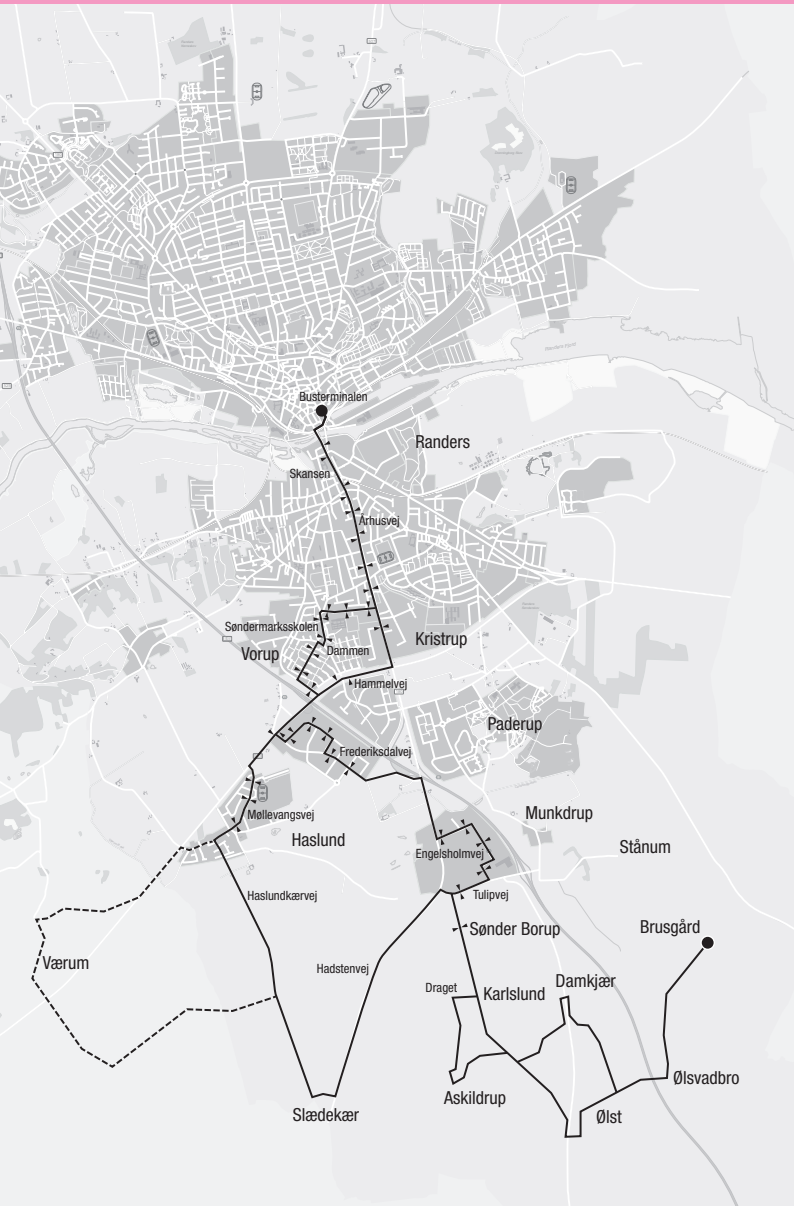 Busterminalen
Randers
Skansen
Århusvej
Søndermarksskolen
Kristrup
Vorup
Dammen
Hammelvej
Paderup
Frederiksdalvej
Møllevangsvej
Munkdrup
Haslund
Stånum
Engelsholmvej
Haslundkærvej
Tulipvej
Sønder Borup
Brusgård
Værum
Hadstenvej
Damkjær
Draget
Karlslund
Ølsvadbro
Askildrup
Slædekær
Ølst